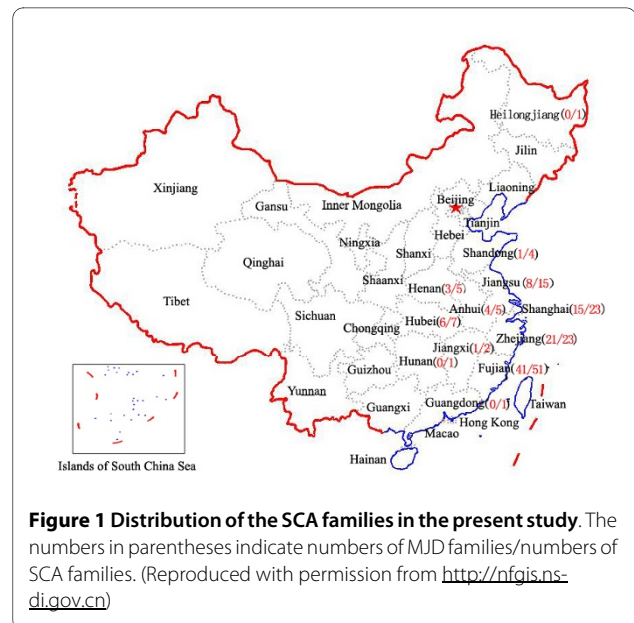 Heilongjiang(0/1)
Jilin
Liaoning
Xinjiang
Gansu
Inner Mongolia
Beijing
Tianjin
Hebei
Ningxia
Shanxi
Shandong(1/4)
Qinghai
Shaanxi
Henan(3/5)
Jiangsu (8/15)
Tibet
Sichuan
Anhui(4/5)
Shanghai(15/23)
Chongqing
Hubei(6/7)
Zhejiang(21/23)
Jiangxi(1/2)
Hunan(0/1)
Guizhou
Fujian(41/51)
Yunnan
Guangxi
Guangdong(0/1)
Taiwan
Hong Kong
Macao
Hainan
Islands of South China Sea
Figure 1 Distribution of the SCA families in the present study. The
numbers in parentheses indicate numbers of MJD families/numbers of
SCA families. (Reproduced with permission from http://nfgis.ns-
di.gov.cn)